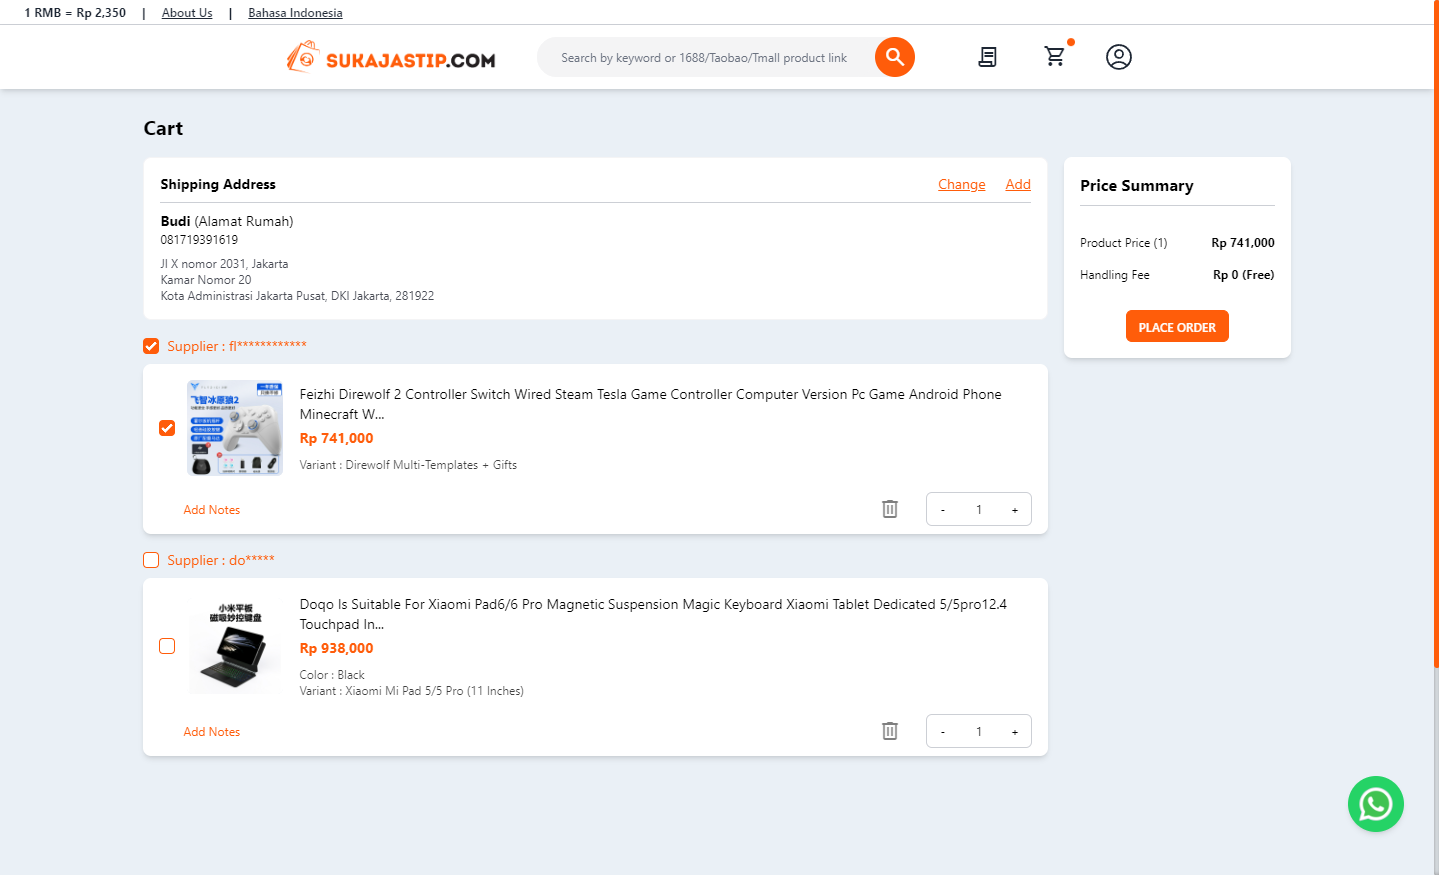 1 RMB = Rp 2,350 | About Us | Bahasa Indonesia
SUKAJASTIP.COM
Search by keyword or 1688/Taobao/Tmall product link
Cart
Shipping Address
Change Add
Budi (Alamat Rumah)
081719391619
Jl X nomor 2031, Jakarta
Kamar Nomor 20
Kota Administrasi Jakarta Pusat, DKI Jakarta, 281922
Price Summary
Product Price (1) Rp 741,000
Handling Fee Rp 0 (Free)
PLACE ORDER
Supplier : fl************
飞智冰原狼2
Feizhi Direwolf 2 Controller Switch Wired Steam Tesla Game Controller Computer Version Pc Game Android Phone
Minecraft W...
Rp 741,000
Variant : Direwolf Multi-Templates + Gifts
Add Notes
- 1 +
Supplier : do*****
小米平板
磁吸妙控键盘
Doqo Is Suitable For Xiaomi Pad6/6 Pro Magnetic Suspension Magic Keyboard Xiaomi Tablet Dedicated 5/5pro12.4
Touchpad In...
Rp 938,000
Color : Black
Variant : Xiaomi Mi Pad 5/5 Pro (11 Inches)
Add Notes
- 1 +